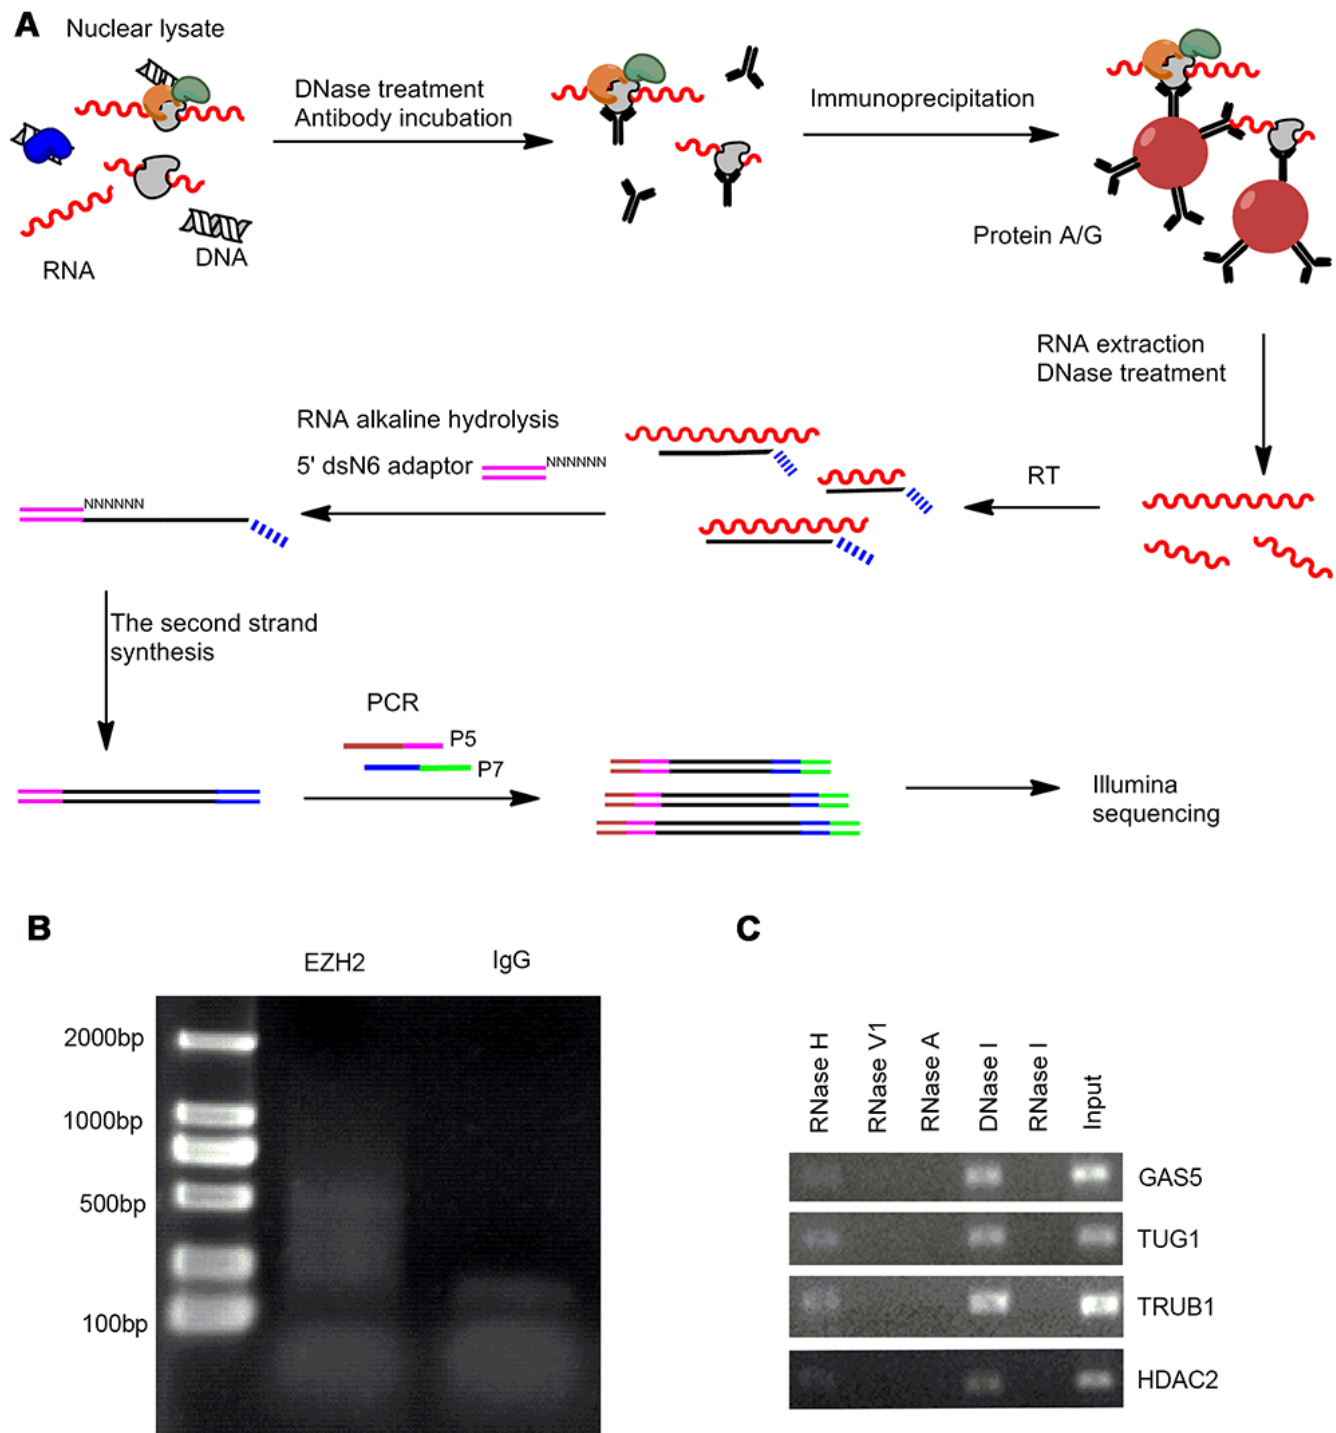 A
Nuclear lysate
DNase treatment
Antibody incubation
Immunoprecipitation
RNA
DNA
Protein A/G
RNA extraction
DNase treatment
RNA alkaline hydrolysis
5' dsN6 adaptor
NNNNNN
RT
NNNNNN
The second strand
synthesis
PCR
P5
P7
Illumina
sequencing
B
EZH2
IgG
2000bp
1000bp
500bp
100bp
C
RNase H
RNase V1
RNase A
DNase I
RNase I
Input
GAS5
TUG1
TRUB1
HDAC2